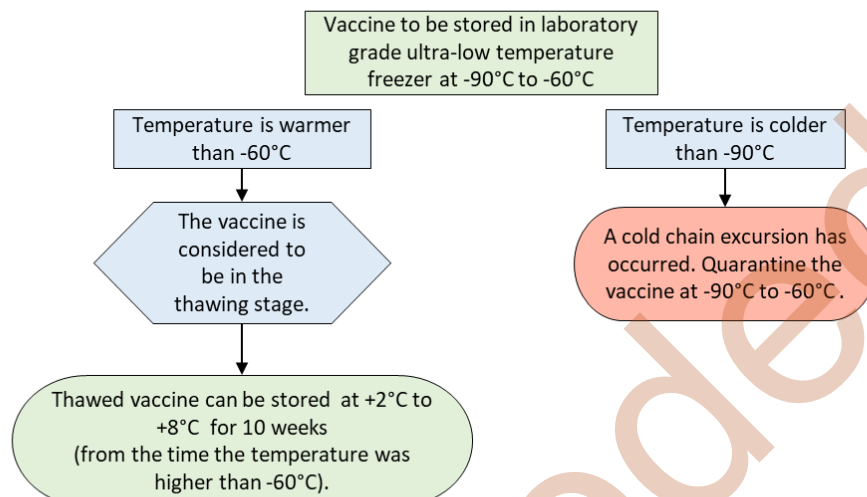 Vaccine to be stored in laboratory
grade ultra-low temperature
freezer at -90°C to -60°C
Temperature is warmer
than -60°C
Temperature is colder
than -90°C
The vaccine is
considered to
be in the
thawing stage.
A cold chain excursion has
occurred. Quarantine the
vaccine at -90°C to -60°C.
Thawed vaccine can be stored at +2°C to
+8°C for 10 weeks
(from the time the temperature was
higher than -60°C).